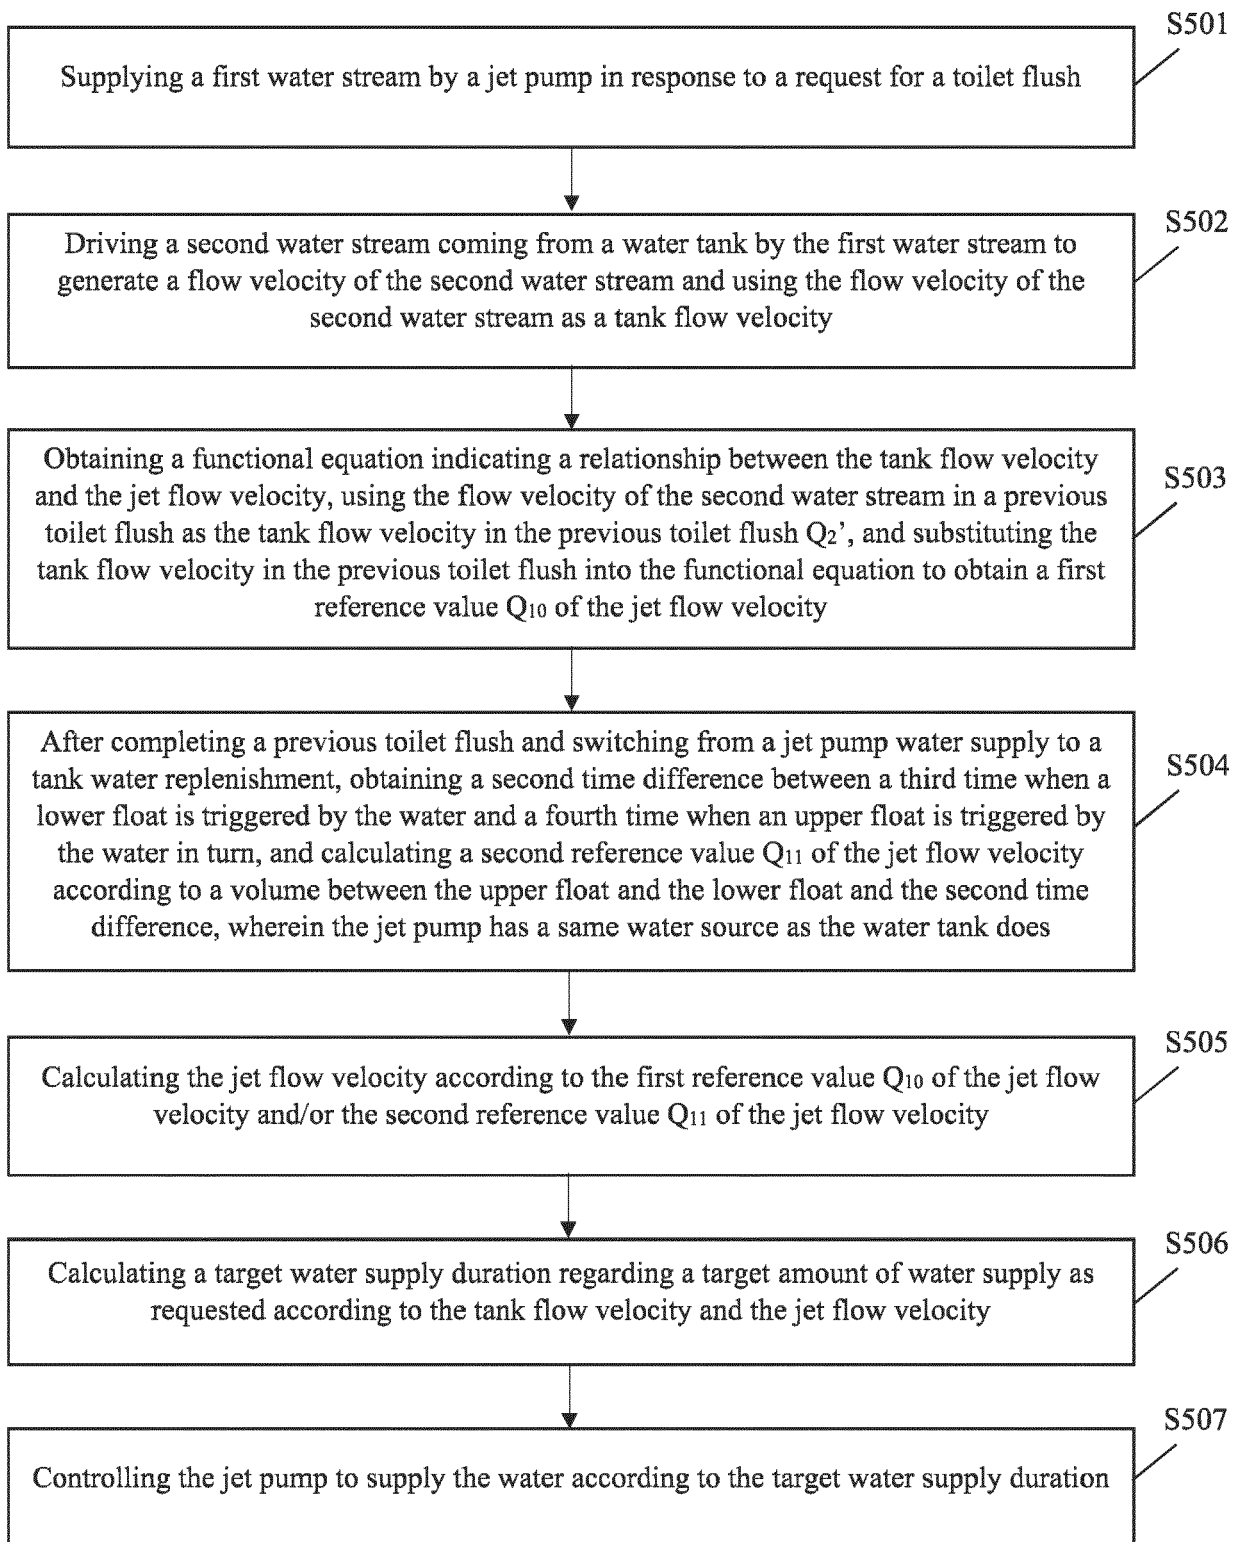 S501
Supplying a first water stream by a jet pump in response to a request for a toilet flush
S502
Driving a second water stream coming from a water tank by the first water stream to
generate a flow velocity of the second water stream and using the flow velocity of the
second water stream as a tank flow velocity
S503
Obtaining a functional equation indicating a relationship between the tank flow velocity
and the jet flow velocity, using the flow velocity of the second water stream in a previous
toilet flush as the tank flow velocity in the previous toilet flush Q₂’, and substituting the
tank flow velocity in the previous toilet flush into the functional equation to obtain a first
reference value Q₁₀ of the jet flow velocity
S504
After completing a previous toilet flush and switching from a jet pump water supply to a
tank water replenishment, obtaining a second time difference between a third time when a
lower float is triggered by the water and a fourth time when an upper float is triggered by
the water in turn, and calculating a second reference value Q₁₁ of the jet flow velocity
according to a volume between the upper float and the lower float and the second time
difference, wherein the jet pump has a same water source as the water tank does
S505
Calculating the jet flow velocity according to the first reference value Q₁₀ of the jet flow
velocity and/or the second reference value Q₁₁ of the jet flow velocity
S506
Calculating a target water supply duration regarding a target amount of water supply as
requested according to the tank flow velocity and the jet flow velocity
S507
Controlling the jet pump to supply the water according to the target water supply duration